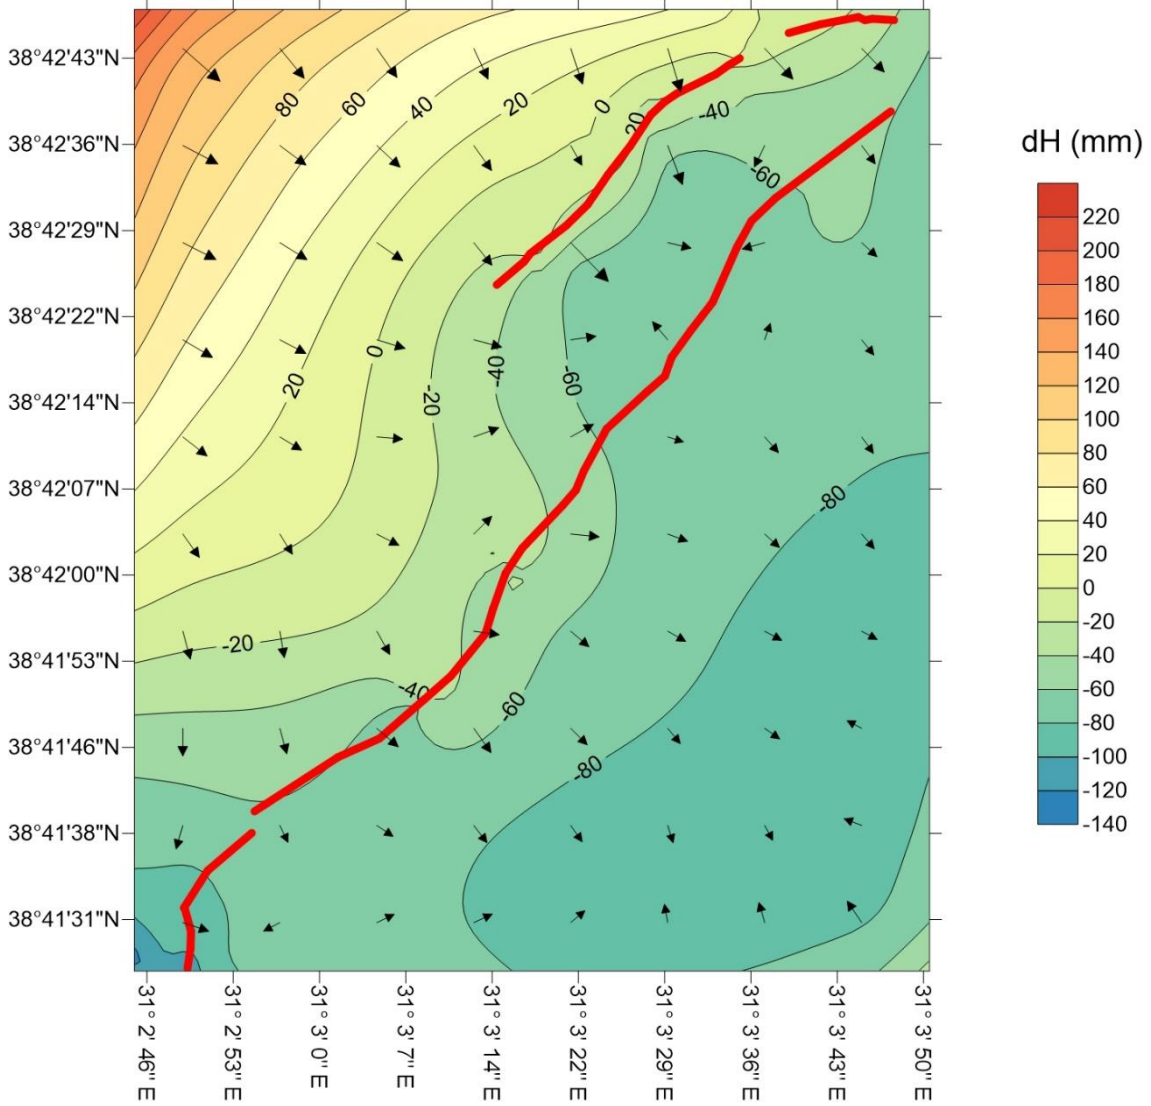 38°42'43"N
38°42'36"N
38°42'29"N
38°42'22"N
38°42'14"N
38°42'07"N
38°42'00"N
38°41'53"N
38°41'46"N
38°41'38"N
38°41'31"N
80
60
40
20
0
20
-40
-60
0
20
-20
-40
-60
-80
-20
-40
-60
-80
31° 2' 46" E
31° 2' 53" E
31° 3' 0" E
31° 3' 7" E
31° 3' 14" E
31° 3' 22" E
31° 3' 29" E
31° 3' 36" E
31° 3' 43" E
31° 3' 50" E
dH (mm)
220
200
180
160
140
120
100
80
60
40
20
0
-20
-40
-60
-80
-100
-120
-140